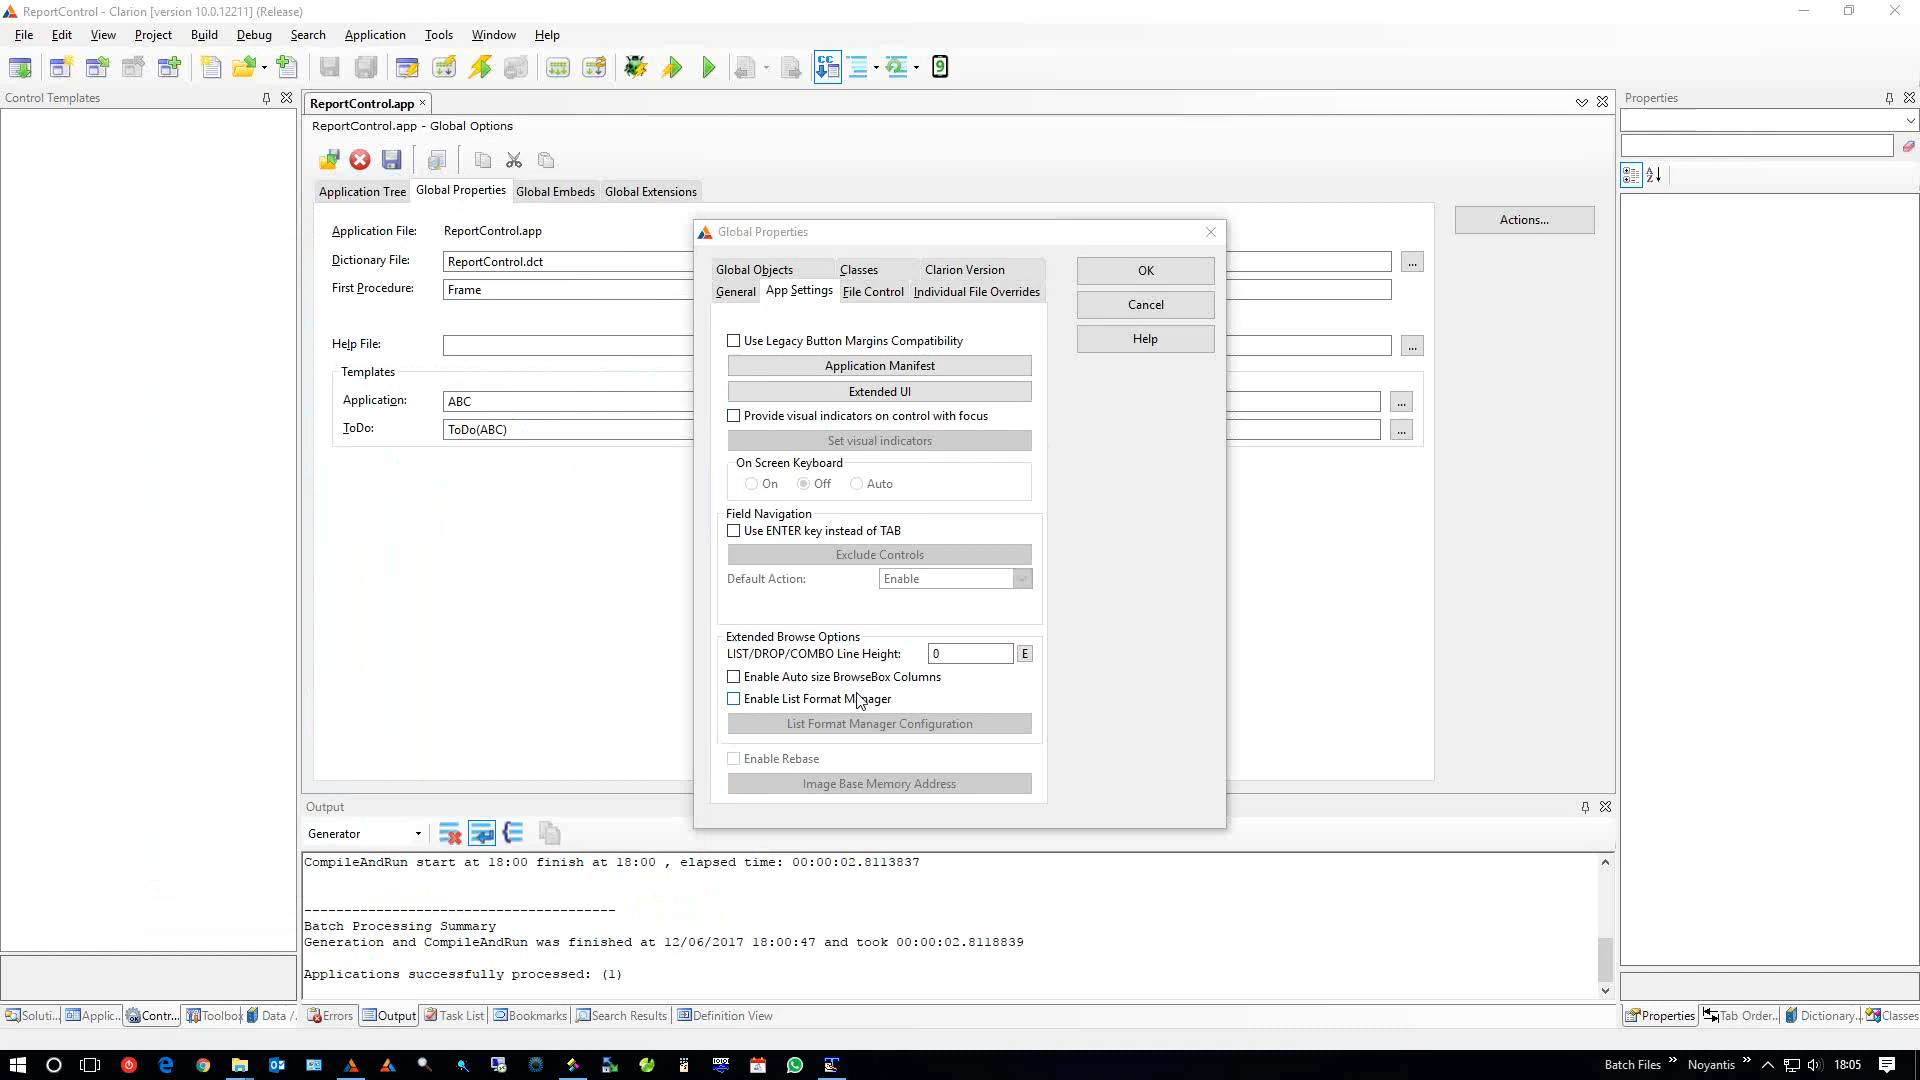 ReportControl - Clarion [version 10.0.12211] (Release)
File Edit View Project Build Debug Search Application Tools Window Help
Control Templates
ReportControl.app
Properties
ReportControl.app - Global Options
Application Tree Global Properties Global Embeds Global Extensions
Actions...
Application File: ReportControl.app
Dictionary File: ReportControl.dct ...
First Procedure: Frame
Help File: ...
Templates
Application: ABC ...
ToDo: ToDo(ABC) ...
Global Properties
Global Objects Classes Clarion Version
General App Settings File Control Individual File Overrides
OK
Cancel
Help
Use Legacy Button Margins Compatibility
Application Manifest
Extended UI
Provide visual indicators on control with focus
Set visual indicators
On Screen Keyboard
On Off Auto
Field Navigation
Use ENTER key instead of TAB
Exclude Controls
Default Action: Enable
Extended Browse Options
LIST/DROP/COMBO Line Height: 0 E
Enable Auto size BrowseBox Columns
Enable List Format Manager
List Format Manager Configuration
Enable Rebase
Image Base Memory Address
Output
Generator
CompileAndRun start at 18:00 finish at 18:00 , elapsed time: 00:00:02.8113837
---------------------------------------
Batch Processing Summary
Generation and CompileAndRun was finished at 12/06/2017 18:00:47 and took 00:00:02.8118839
Applications successfully processed: (1)
Soluti... Applic... Contr... Toolbox Data /... Errors Output Task List Bookmarks Search Results Definition View Properties Tab Order... Dictionary... Classes
Batch Files » Noyantis » 18:05